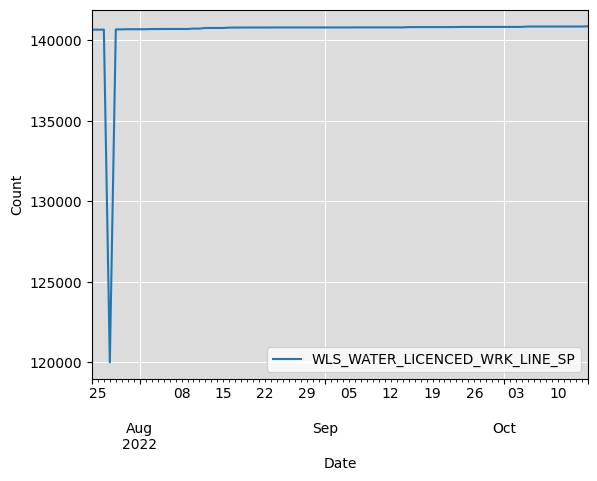 140000
135000
130000
125000
120000
Count
WLS_WATER_LICENCED_WRK_LINE_SP
25 08 15 22 29 05 12 19 26 03 10
Aug Sep Oct
2022
Date